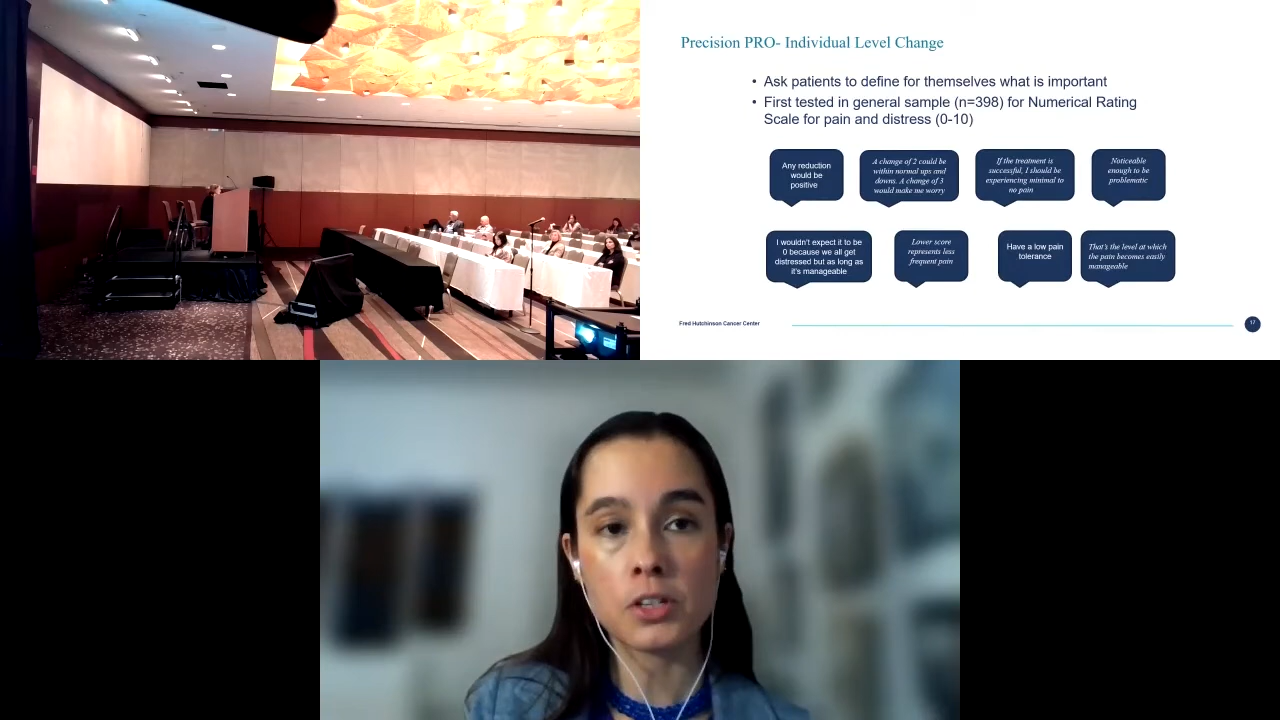 Precision PRO- Individual Level Change
• Ask patients to define for themselves what is important
• First tested in general sample (n=398) for Numerical Rating
Scale for pain and distress (0-10)
Any reduction
would be
positive
A change of 2 could be
within normal ups and
downs. A change of 3
would make me worry
If the treatment is
successful, I should be
experiencing minimal to
no pain
Noticeable
enough to be
problematic
I wouldn't expect it to be
0 because we all get
distressed but as long as
it's manageable
Lower score
represents less
frequent pain
Have a low pain
tolerance
That's the level at which
the pain becomes easily
manageable
Fred Hutchinson Cancer Center
17